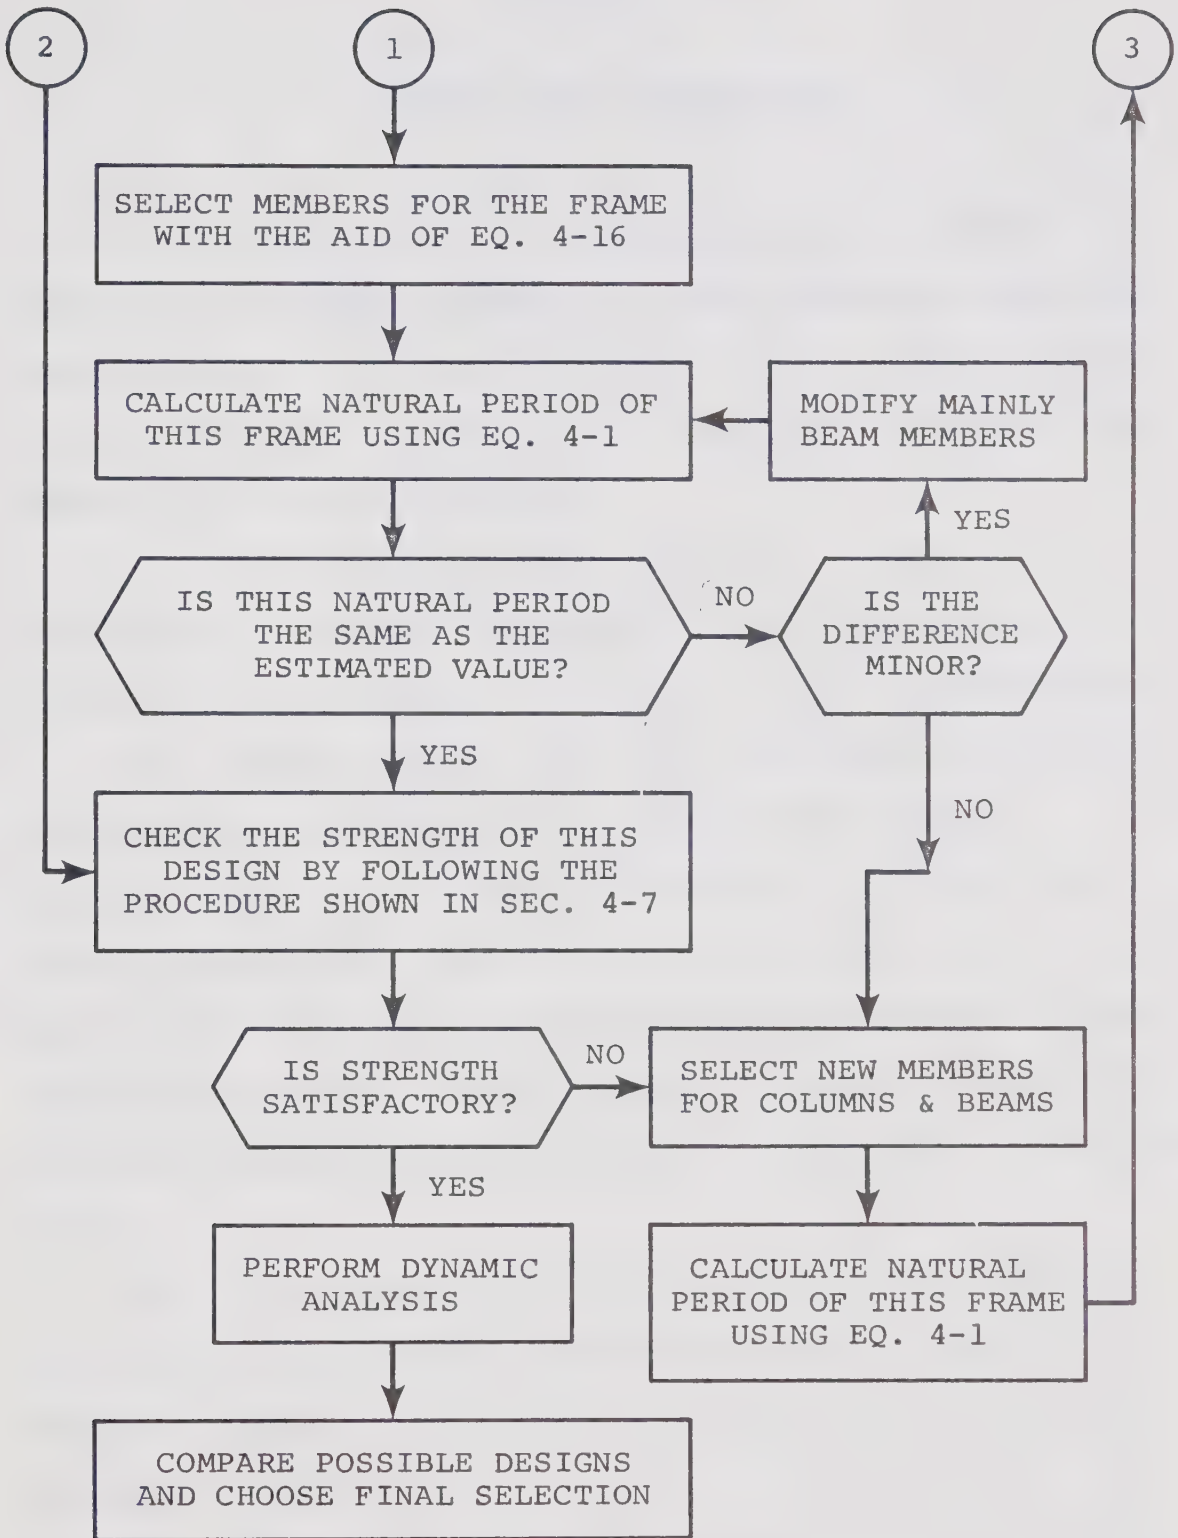 2
1
3
SELECT MEMBERS FOR THE FRAME
WITH THE AID OF EQ. 4-16
CALCULATE NATURAL PERIOD OF
THIS FRAME USING EQ. 4-1
MODIFY MAINLY
BEAM MEMBERS
YES
IS THIS NATURAL PERIOD
THE SAME AS THE
ESTIMATED VALUE?
NO
IS THE
DIFFERENCE
MINOR?
YES
NO
CHECK THE STRENGTH OF THIS
DESIGN BY FOLLOWING THE
PROCEDURE SHOWN IN SEC. 4-7
IS STRENGTH
SATISFACTORY?
NO
SELECT NEW MEMBERS
FOR COLUMNS & BEAMS
YES
PERFORM DYNAMIC
ANALYSIS
CALCULATE NATURAL
PERIOD OF THIS FRAME
USING EQ. 4-1
COMPARE POSSIBLE DESIGNS
AND CHOOSE FINAL SELECTION